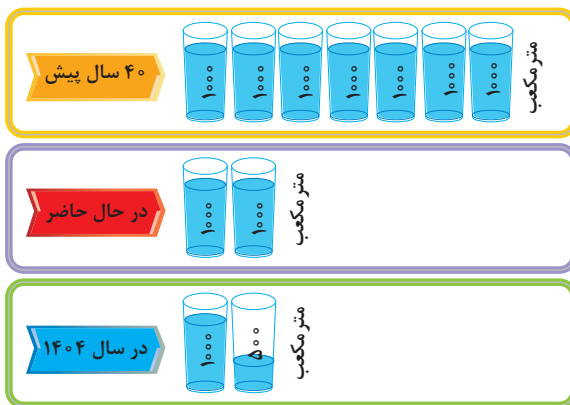 ۴۰ سال پیش
۱۰۰۰ ۱۰۰۰ ۱۰۰۰ ۱۰۰۰ ۱۰۰۰ ۱۰۰۰ ۱۰۰۰ متر مکعب
در حال حاضر
۱۰۰۰ ۱۰۰۰ متر مکعب
در سال ۱۴۰۴
۱۰۰۰ ۵۰۰ متر مکعب